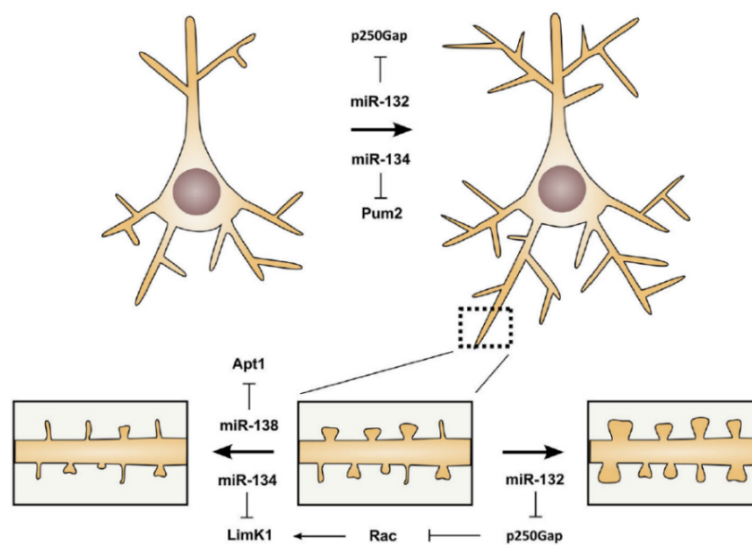 p250Gap
miR-132
miR-134
Pum2
Apt1
miR-138
miR-134
miR-132
LimK1
Rac
p250Gap